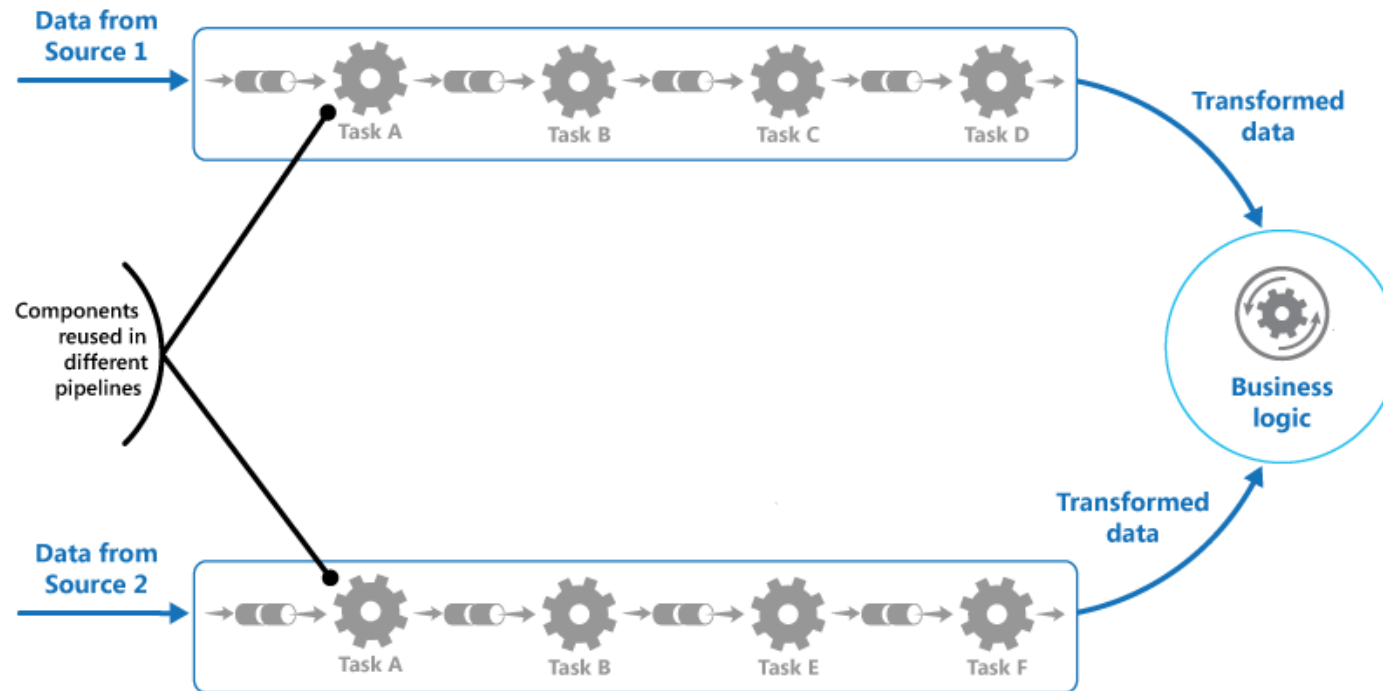 Data from
Source 1
Task A
Task B
Task C
Task D
Transformed
data
Components
reused in
different
pipelines
Business
logic
Transformed
data
Data from
Source 2
Task A
Task B
Task E
Task F